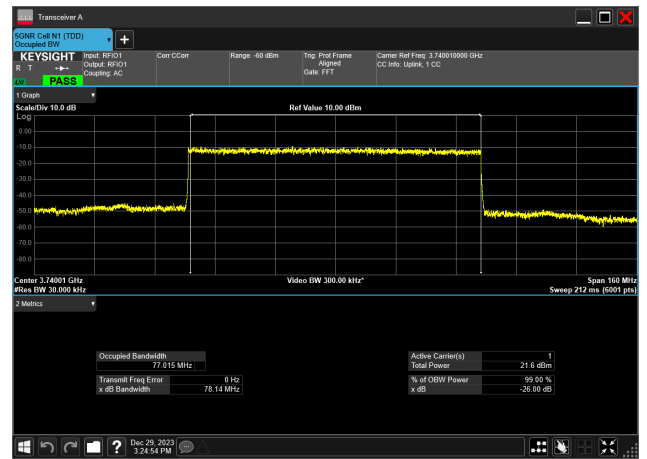 Transceiver A
5GNR Cell N1 (TDD)
Occupied BW
KEYSIGHT
R T
PASS
Input: RFIO1
Output: RFIO1
Coupling: AC
Corr CCorr
Range: -60 dBm
Trig: Prot Frame
Aligned
Gate: FFT
Carrier Ref Freq: 3.740010000 GHz
CC Info: Uplink, 1 CC
1 Graph
Scale/Div 10.0 dB
Ref Value 10.00 dBm
Log
0.00
-10.0
-20.0
-30.0
-40.0
-50.0
-60.0
-70.0
-80.0
Center 3.74001 GHz
Video BW 300.00 kHz*
Span 160 MHz
#Res BW 30.000 kHz
Sweep 212 ms (6001 pts)
2 Metrics
Occupied Bandwidth
77.015 MHz
Active Carrier(s) 1
Total Power 21.6 dBm
Transmit Freq Error 0 Hz
x dB Bandwidth 78.14 MHz
% of OBW Power 99.00 %
x dB -26.00 dB
?
Dec 29, 2023
3:24:54 PM